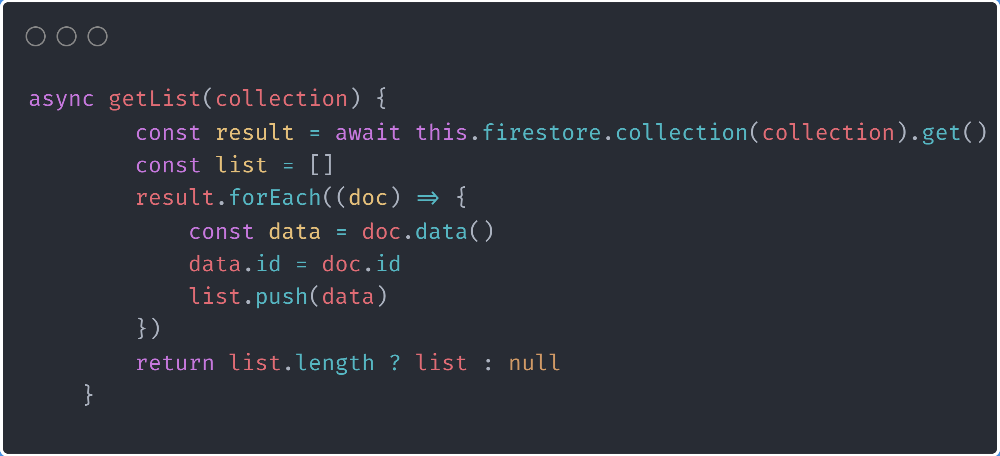 async getList(collection) {
        const result = await this.firestore.collection(collection).get()
        const list = []
        result.forEach((doc) => {
            const data = doc.data()
            data.id = doc.id
            list.push(data)
        })
        return list.length ? list : null
    }